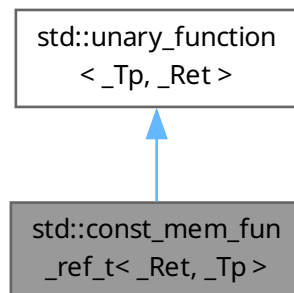 std::unary_function
< _Tp, _Ret >
std::const_mem_fun
_ref_t< _Ret, _Tp >